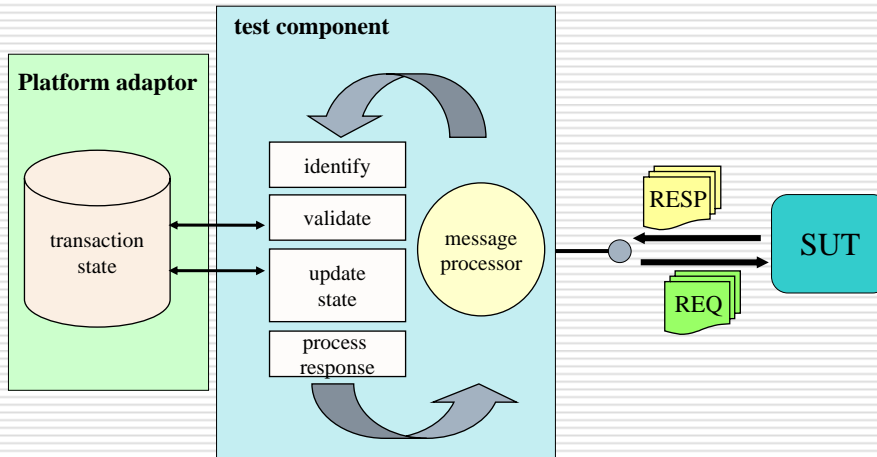 test component
Platform adaptor
identify
validate
update
state
process
response
transaction
state
message
processor
RESP
REQ
SUT